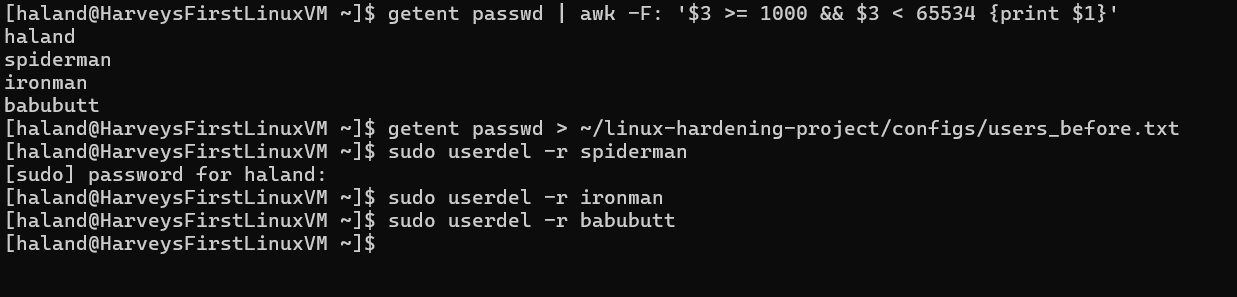 [haland@HarveysFirstLinuxVM ~]$ getent passwd | awk -F: '$3 >= 1000 && $3 < 65534 {print $1}'
haland
spiderman
ironman
babubutt
[haland@HarveysFirstLinuxVM ~]$ getent passwd > ~/linux-hardening-project/configs/users_before.txt
[haland@HarveysFirstLinuxVM ~]$ sudo userdel -r spiderman
[sudo] password for haland:
[haland@HarveysFirstLinuxVM ~]$ sudo userdel -r ironman
[haland@HarveysFirstLinuxVM ~]$ sudo userdel -r babubutt
[haland@HarveysFirstLinuxVM ~]$